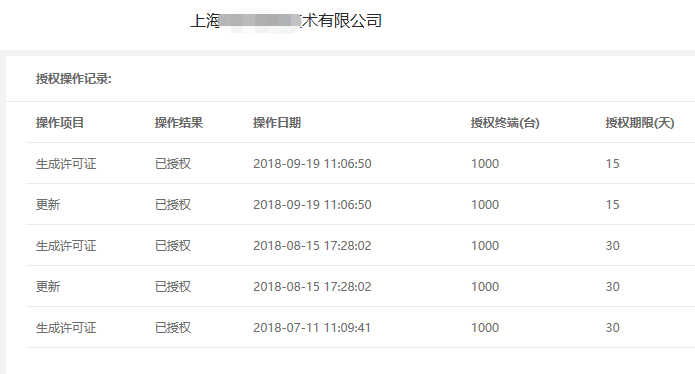 上海 术有限公司
授权操作记录:
操作项目 操作结果 操作日期 授权终端(台) 授权期限(天)
生成许可证 已授权 2018-09-19 11:06:50 1000 15
更新 已授权 2018-09-19 11:06:50 1000 15
生成许可证 已授权 2018-08-15 17:28:02 1000 30
更新 已授权 2018-08-15 17:28:02 1000 30
生成许可证 已授权 2018-07-11 11:09:41 1000 30